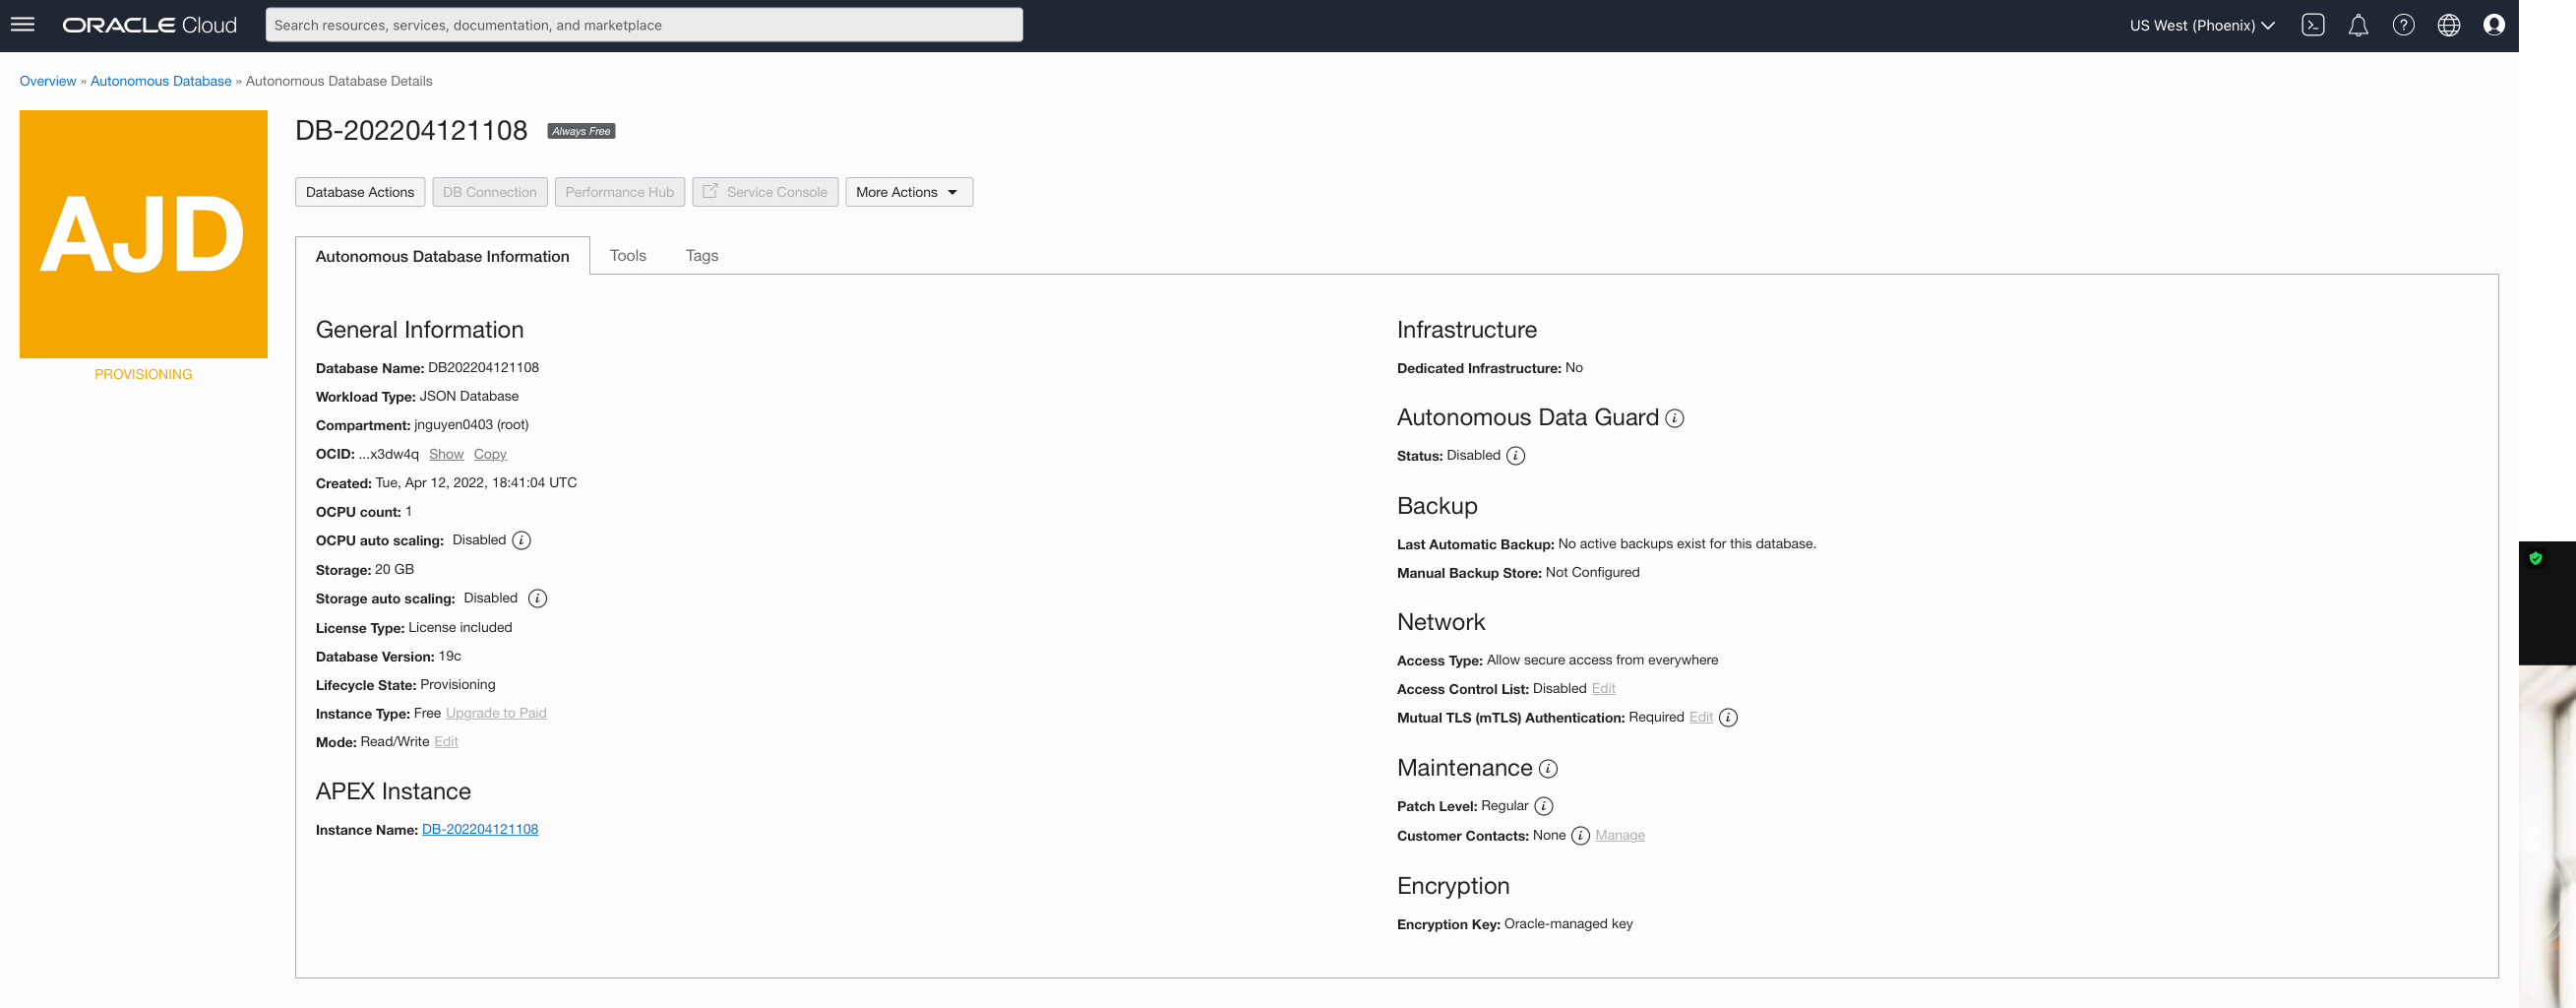 ORACLE Cloud
Search resources, services, documentation, and marketplace
US West (Phoenix)
Overview » Autonomous Database » Autonomous Database Details
AJD
PROVISIONING
DB-202204121108 Always Free
Database Actions DB Connection Performance Hub Service Console More Actions
Autonomous Database Information Tools Tags
General Information
Database Name: DB202204121108
Workload Type: JSON Database
Compartment: jnguyen0403 (root)
OCID: ...x3dw4q Show Copy
Created: Tue, Apr 12, 2022, 18:41:04 UTC
OCPU count: 1
OCPU auto scaling: Disabled
Storage: 20 GB
Storage auto scaling: Disabled
License Type: License included
Database Version: 19c
Lifecycle State: Provisioning
Instance Type: Free Upgrade to Paid
Mode: Read/Write Edit
APEX Instance
Instance Name: DB-202204121108
Infrastructure
Dedicated Infrastructure: No
Autonomous Data Guard
Status: Disabled
Backup
Last Automatic Backup: No active backups exist for this database.
Manual Backup Store: Not Configured
Network
Access Type: Allow secure access from everywhere
Access Control List: Disabled Edit
Mutual TLS (mTLS) Authentication: Required Edit
Maintenance
Patch Level: Regular
Customer Contacts: None Manage
Encryption
Encryption Key: Oracle-managed key